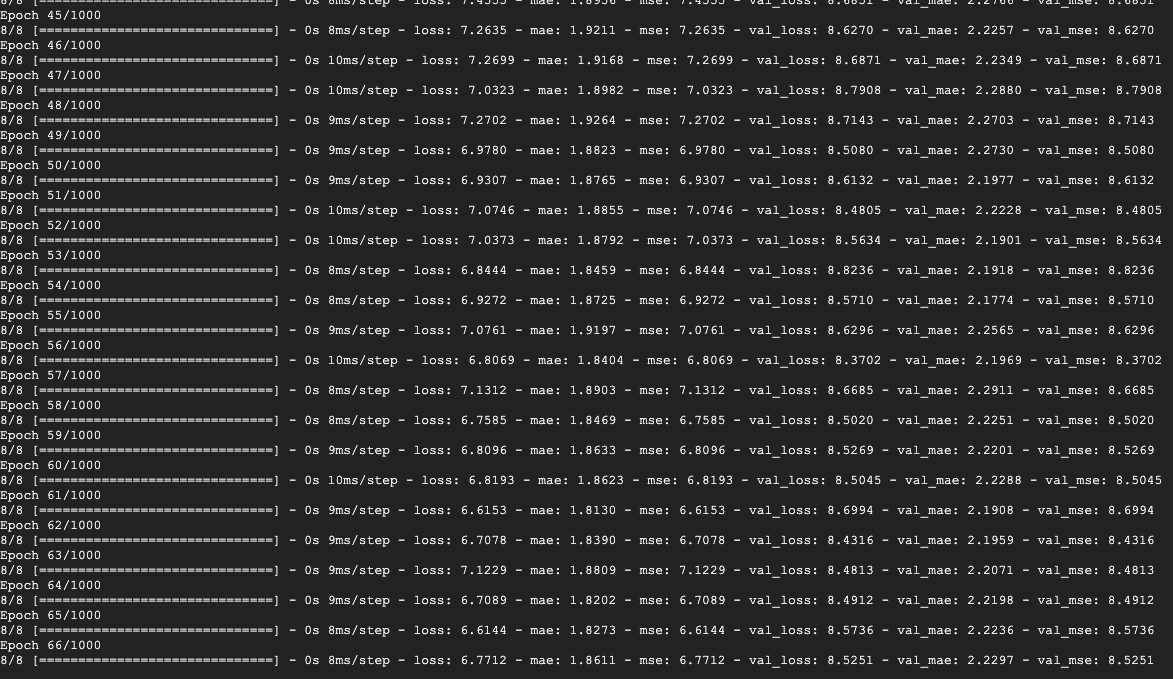 Epoch 45/1000
8/8 [==============================] - 0s 8ms/step - loss: 7.2635 - mae: 1.9211 - mse: 7.2635 - val_loss: 8.6270 - val_mae: 2.2257 - val_mse: 8.6270
Epoch 46/1000
8/8 [==============================] - 0s 10ms/step - loss: 7.2699 - mae: 1.9168 - mse: 7.2699 - val_loss: 8.6871 - val_mae: 2.2349 - val_mse: 8.6871
Epoch 47/1000
8/8 [==============================] - 0s 10ms/step - loss: 7.0323 - mae: 1.8982 - mse: 7.0323 - val_loss: 8.7908 - val_mae: 2.2880 - val_mse: 8.7908
Epoch 48/1000
8/8 [==============================] - 0s 9ms/step - loss: 7.2702 - mae: 1.9264 - mse: 7.2702 - val_loss: 8.7143 - val_mae: 2.2703 - val_mse: 8.7143
Epoch 49/1000
8/8 [==============================] - 0s 9ms/step - loss: 6.9780 - mae: 1.8823 - mse: 6.9780 - val_loss: 8.5080 - val_mae: 2.2730 - val_mse: 8.5080
Epoch 50/1000
8/8 [==============================] - 0s 9ms/step - loss: 6.9307 - mae: 1.8765 - mse: 6.9307 - val_loss: 8.6132 - val_mae: 2.1977 - val_mse: 8.6132
Epoch 51/1000
8/8 [==============================] - 0s 10ms/step - loss: 7.0746 - mae: 1.8855 - mse: 7.0746 - val_loss: 8.4805 - val_mae: 2.2228 - val_mse: 8.4805
Epoch 52/1000
8/8 [==============================] - 0s 10ms/step - loss: 7.0373 - mae: 1.8792 - mse: 7.0373 - val_loss: 8.5634 - val_mae: 2.1901 - val_mse: 8.5634
Epoch 53/1000
8/8 [==============================] - 0s 8ms/step - loss: 6.8444 - mae: 1.8459 - mse: 6.8444 - val_loss: 8.8236 - val_mae: 2.1918 - val_mse: 8.8236
Epoch 54/1000
8/8 [==============================] - 0s 8ms/step - loss: 6.9272 - mae: 1.8725 - mse: 6.9272 - val_loss: 8.5710 - val_mae: 2.1774 - val_mse: 8.5710
Epoch 55/1000
8/8 [==============================] - 0s 9ms/step - loss: 7.0761 - mae: 1.9197 - mse: 7.0761 - val_loss: 8.6296 - val_mae: 2.2565 - val_mse: 8.6296
Epoch 56/1000
8/8 [==============================] - 0s 10ms/step - loss: 6.8069 - mae: 1.8404 - mse: 6.8069 - val_loss: 8.3702 - val_mae: 2.1969 - val_mse: 8.3702
Epoch 57/1000
8/8 [==============================] - 0s 8ms/step - loss: 7.1312 - mae: 1.8903 - mse: 7.1312 - val_loss: 8.6685 - val_mae: 2.2911 - val_mse: 8.6685
Epoch 58/1000
8/8 [==============================] - 0s 8ms/step - loss: 6.7585 - mae: 1.8469 - mse: 6.7585 - val_loss: 8.5020 - val_mae: 2.2251 - val_mse: 8.5020
Epoch 59/1000
8/8 [==============================] - 0s 9ms/step - loss: 6.8096 - mae: 1.8633 - mse: 6.8096 - val_loss: 8.5269 - val_mae: 2.2201 - val_mse: 8.5269
Epoch 60/1000
8/8 [==============================] - 0s 10ms/step - loss: 6.8193 - mae: 1.8623 - mse: 6.8193 - val_loss: 8.5045 - val_mae: 2.2288 - val_mse: 8.5045
Epoch 61/1000
8/8 [==============================] - 0s 9ms/step - loss: 6.6153 - mae: 1.8130 - mse: 6.6153 - val_loss: 8.6994 - val_mae: 2.1908 - val_mse: 8.6994
Epoch 62/1000
8/8 [==============================] - 0s 9ms/step - loss: 6.7078 - mae: 1.8390 - mse: 6.7078 - val_loss: 8.4316 - val_mae: 2.1959 - val_mse: 8.4316
Epoch 63/1000
8/8 [==============================] - 0s 9ms/step - loss: 7.1229 - mae: 1.8809 - mse: 7.1229 - val_loss: 8.4813 - val_mae: 2.2071 - val_mse: 8.4813
Epoch 64/1000
8/8 [==============================] - 0s 9ms/step - loss: 6.7089 - mae: 1.8202 - mse: 6.7089 - val_loss: 8.4912 - val_mae: 2.2198 - val_mse: 8.4912
Epoch 65/1000
8/8 [==============================] - 0s 8ms/step - loss: 6.6144 - mae: 1.8273 - mse: 6.6144 - val_loss: 8.5736 - val_mae: 2.2236 - val_mse: 8.5736
Epoch 66/1000
8/8 [==============================] - 0s 8ms/step - loss: 6.7712 - mae: 1.8611 - mse: 6.7712 - val_loss: 8.5251 - val_mae: 2.2297 - val_mse: 8.5251